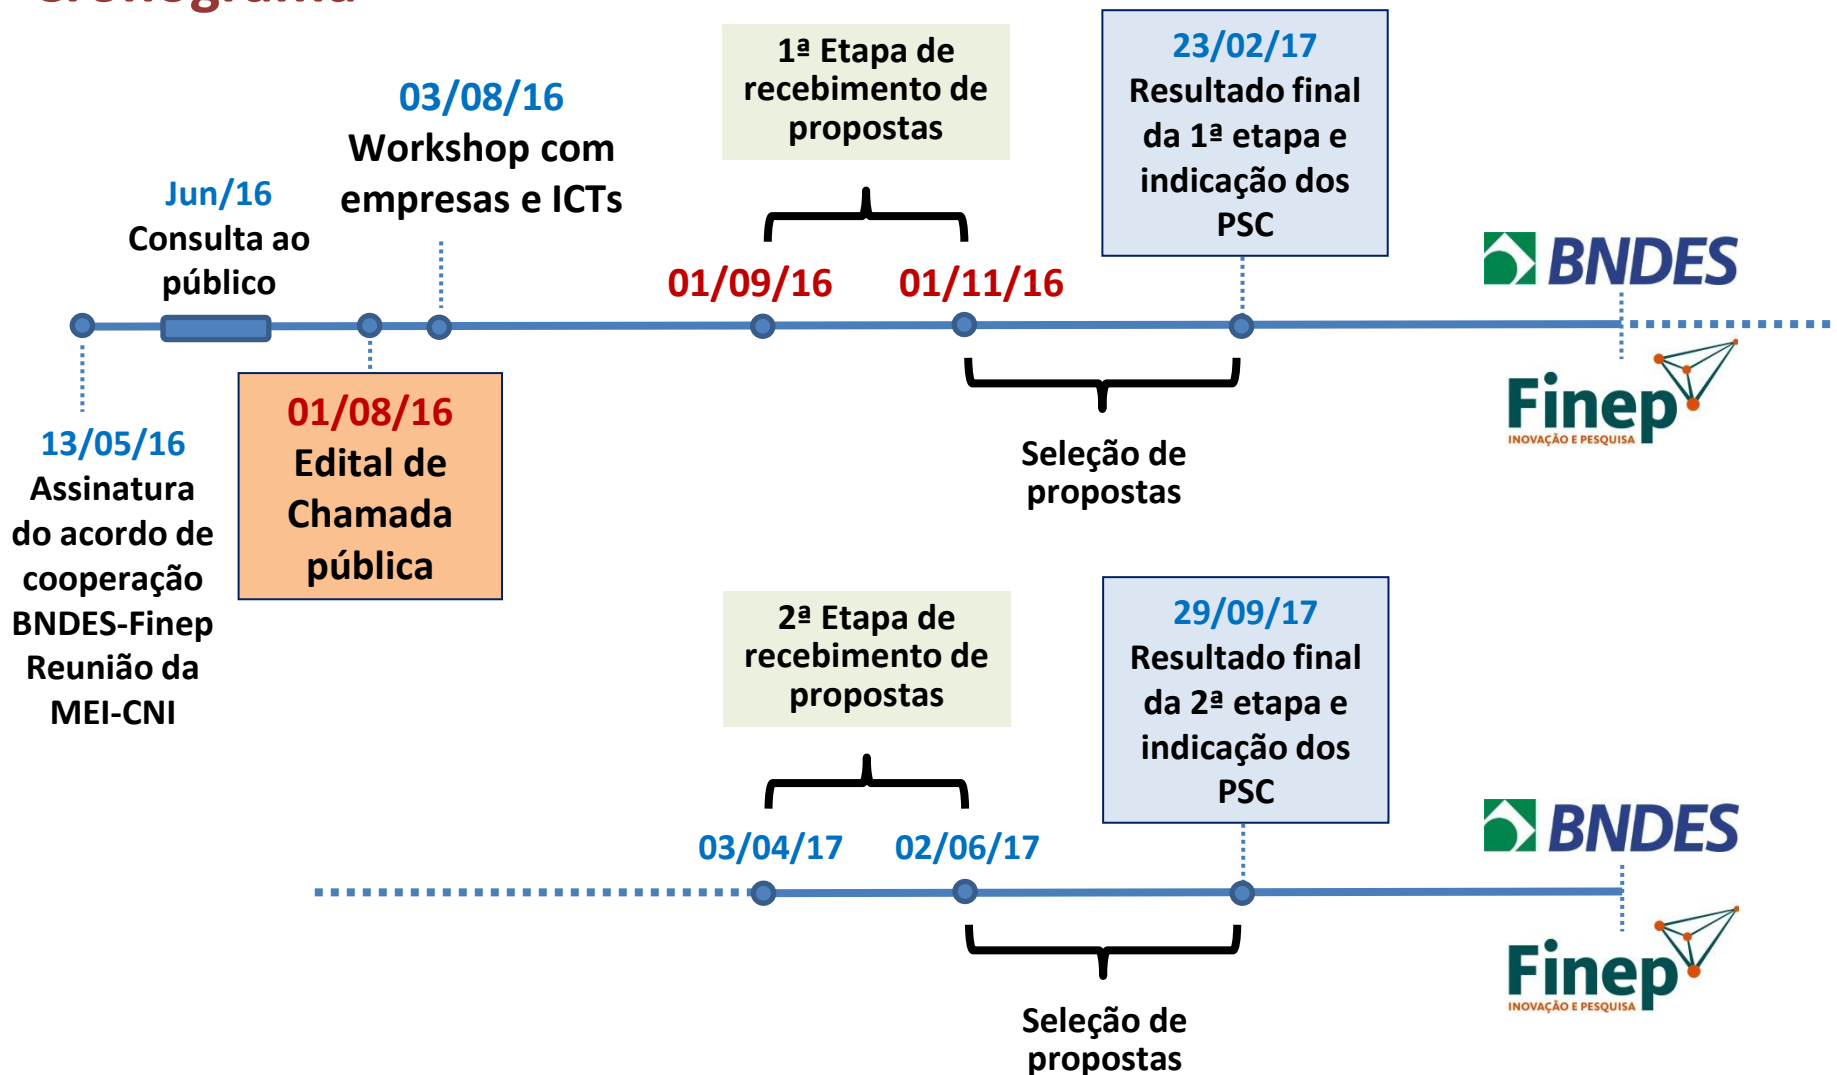 Cronograma
03/08/16
Workshop com
empresas e ICTs
Jun/16
Consulta ao
público
1ª Etapa de
recebimento de
propostas
23/02/17
Resultado final
da 1ª etapa e
indicação dos
PSC
01/09/16
01/11/16
BNDES
13/05/16
Assinatura
do acordo de
cooperação
BNDES-Finep
Reunião da
MEI-CNI
01/08/16
Edital de
Chamada
pública
Seleção de
propostas
Finep
INOVAÇÃO E PESQUISA
2ª Etapa de
recebimento de
propostas
29/09/17
Resultado final
da 2ª etapa e
indicação dos
PSC
03/04/17
02/06/17
BNDES
Seleção de
propostas
Finep
INOVAÇÃO E PESQUISA